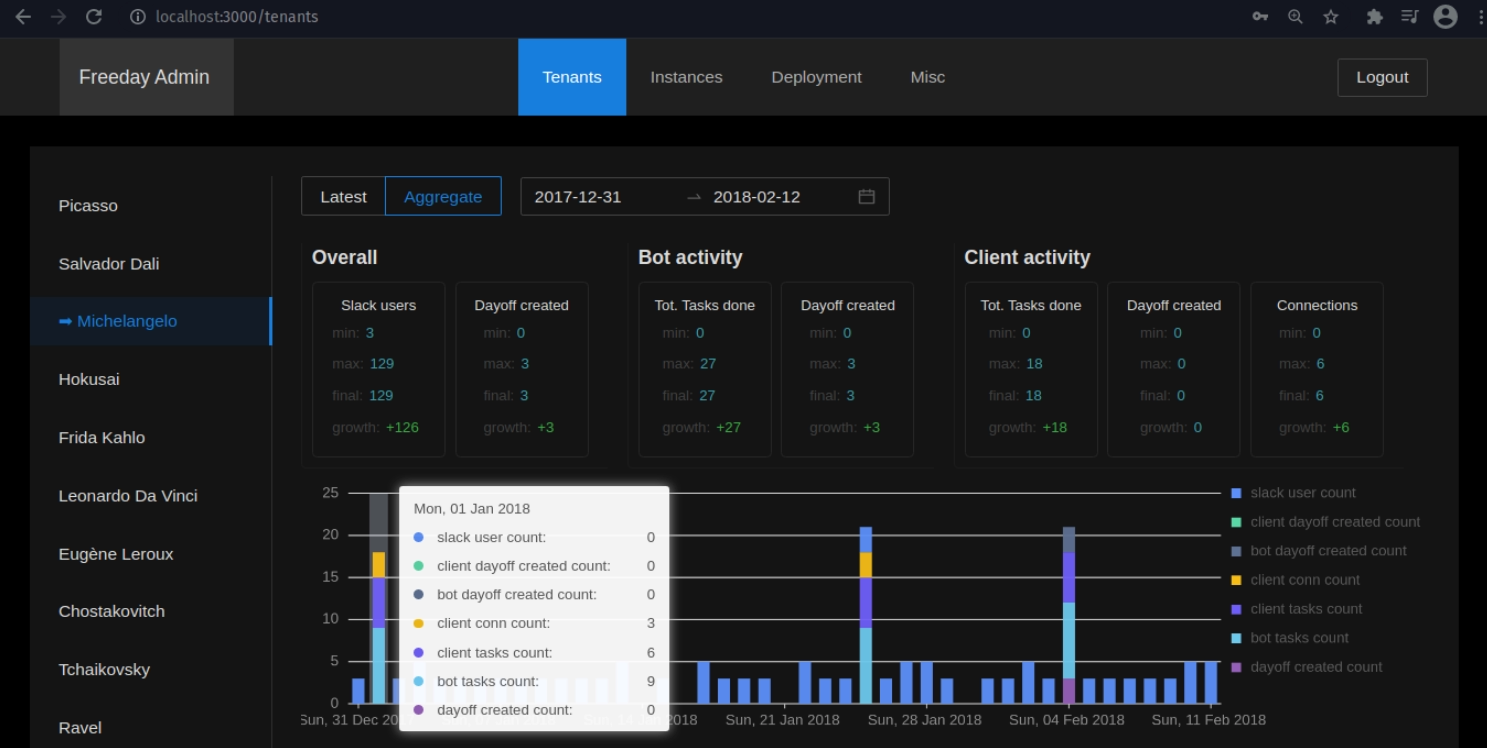 localhost:3000/tenants
Freeday Admin
Tenants
Instances
Deployment
Misc
Logout
Picasso
Salvador Dali
➡ Michelangelo
Hokusai
Frida Kahlo
Leonardo Da Vinci
Eugène Leroux
Chostakovitch
Tchaikovsky
Ravel
Latest
Aggregate
2017-12-31 → 2018-02-12
Overall
Slack users
min: 3
max: 129
final: 129
growth: +126
Dayoff created
min: 0
max: 3
final: 3
growth: +3
Bot activity
Tot. Tasks done
min: 0
max: 27
final: 27
growth: +27
Dayoff created
min: 0
max: 3
final: 3
growth: +3
Client activity
Tot. Tasks done
min: 0
max: 18
final: 18
growth: +18
Dayoff created
min: 0
max: 0
final: 0
growth: 0
Connections
min: 0
max: 6
final: 6
growth: +6
25
20
15
10
5
0
Mon, 01 Jan 2018
slack user count: 0
client dayoff created count: 0
bot dayoff created count: 0
client conn count: 3
client tasks count: 6
bot tasks count: 9
dayoff created count: 0
slack user count
client dayoff created count
bot dayoff created count
client conn count
client tasks count
bot tasks count
dayoff created count
Sun, 31 Dec 2018
Sun, 21 Jan 2018
Sun, 28 Jan 2018
Sun, 04 Feb 2018
Sun, 11 Feb 2018